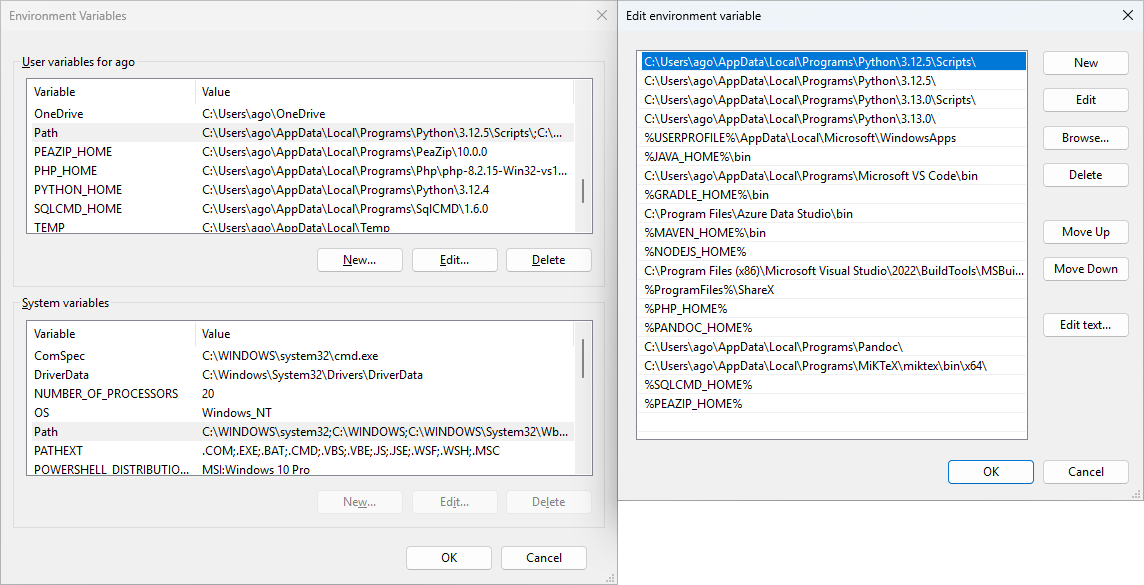 Environment Variables
User variables for ago
Variable Value
OneDrive C:\Users\ago\OneDrive
Path C:\Users\ago\AppData\Local\Programs\Python\3.12.5\Scripts\;C:\...
PEAZIP_HOME C:\Users\ago\AppData\Local\Programs\PeaZip\10.0.0
PHP_HOME C:\Users\ago\AppData\Local\Programs\Php\php-8.2.15-Win32-vs1...
PYTHON_HOME C:\Users\ago\AppData\Local\Programs\Python\3.12.4
SQLCMD_HOME C:\Users\ago\AppData\Local\Programs\SqlCMD\1.6.0
TEMP C:\Users\ago\AppData\Local\Temp
New... Edit... Delete
System variables
Variable Value
ComSpec C:\WINDOWS\system32\cmd.exe
DriverData C:\Windows\System32\Drivers\DriverData
NUMBER_OF_PROCESSORS 20
OS Windows_NT
Path C:\WINDOWS\system32;C:\WINDOWS;C:\WINDOWS\System32\Wb...
PATHEXT .COM;.EXE;.BAT;.CMD;.VBS;.VBE;.JS;.JSE;.WSF;.WSH;.MSC
POWERSHELL_DISTRIBUTIO... MSI:Windows 10 Pro
New... Edit... Delete
OK Cancel
Edit environment variable
C:\Users\ago\AppData\Local\Programs\Python\3.12.5\Scripts\
C:\Users\ago\AppData\Local\Programs\Python\3.12.5\
C:\Users\ago\AppData\Local\Programs\Python\3.13.0\Scripts\
C:\Users\ago\AppData\Local\Programs\Python\3.13.0\
%USERPROFILE%\AppData\Local\Microsoft\WindowsApps
%JAVA_HOME%\bin
C:\Users\ago\AppData\Local\Programs\Microsoft VS Code\bin
%GRADLE_HOME%\bin
C:\Program Files\Azure Data Studio\bin
%MAVEN_HOME%\bin
%NODEJS_HOME%
C:\Program Files (x86)\Microsoft Visual Studio\2022\BuildTools\MSBui...
%ProgramFiles%\ShareX
%PHP_HOME%
%PANDOC_HOME%
C:\Users\ago\AppData\Local\Programs\Pandoc\
C:\Users\ago\AppData\Local\Programs\MiKTeX\miktex\bin\x64\
%SQLCMD_HOME%
%PEAZIP_HOME%
New
Edit
Browse...
Delete
Move Up
Move Down
Edit text...
OK Cancel